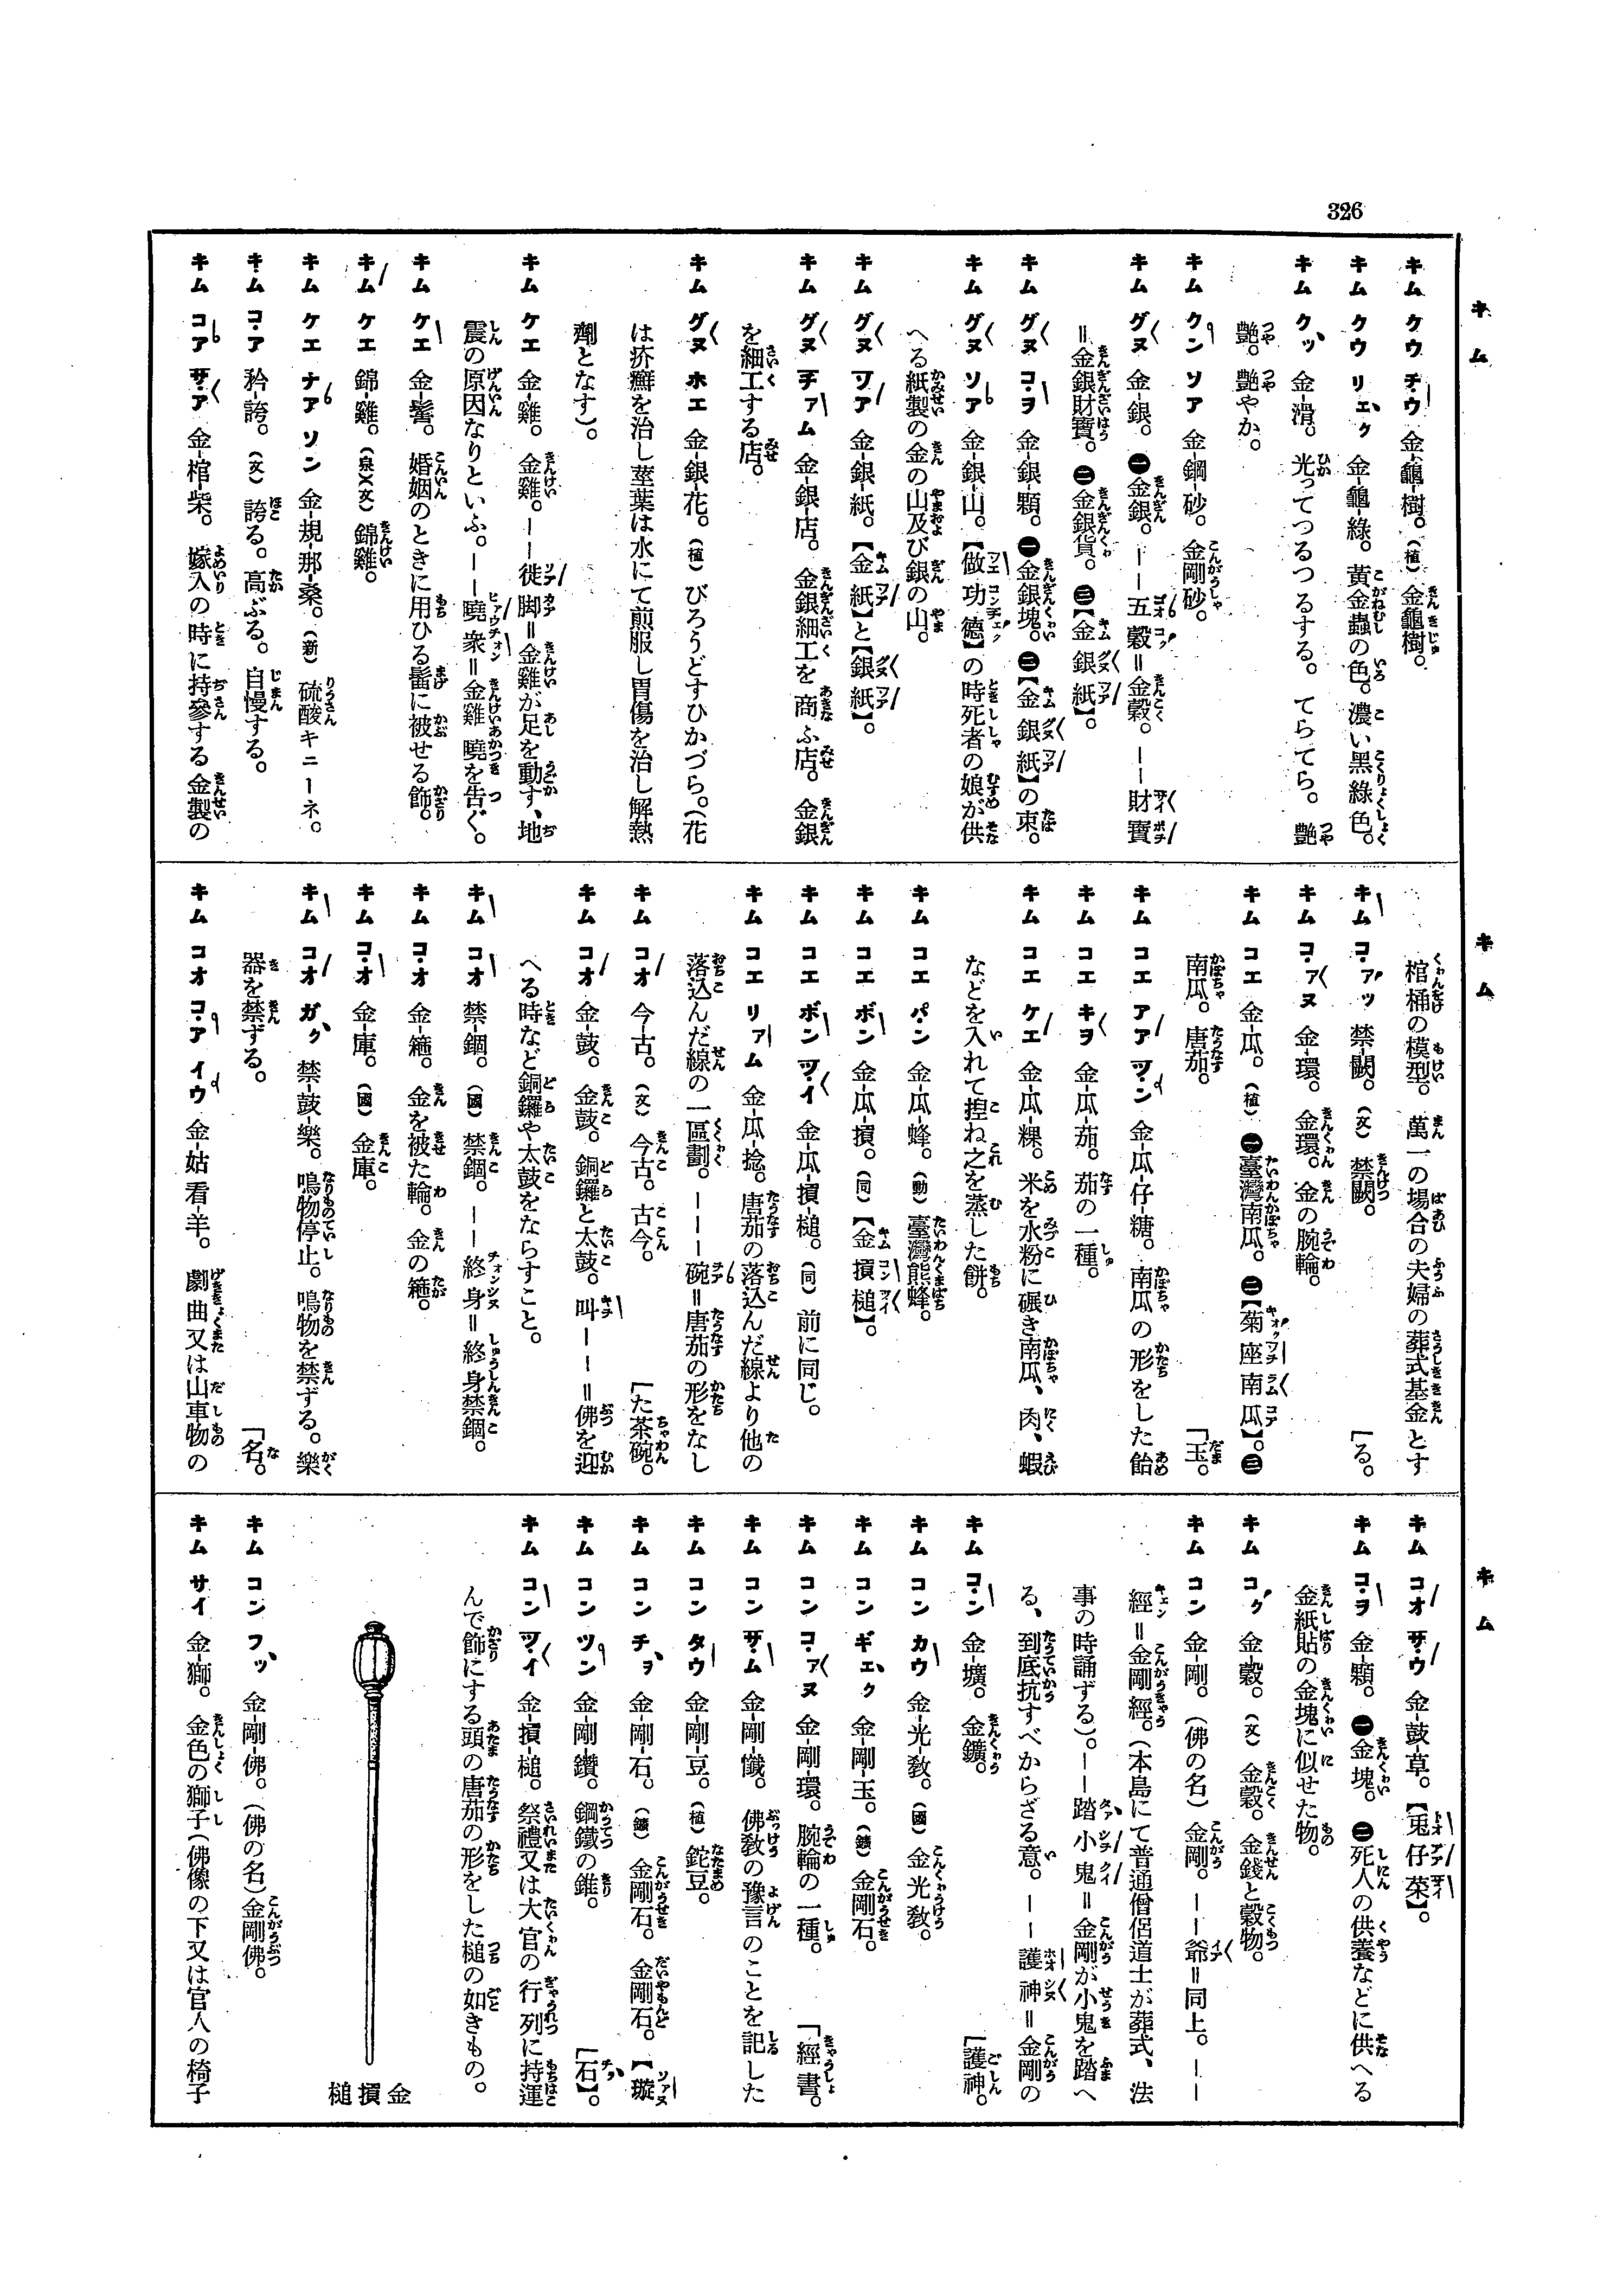 326
キム
キム クウ チウ 金-龜-樹。(植)金龜樹。
キム クウ リエク 金-龜-綠。黃金蟲の色。濃い黑綠色。
キム クッ 金-滑。光ってつるつるする。てらてら。艷
艷。艷やか。
キム クン ソア 金-鋼-砂。金剛砂。
キム グヌ 金-銀。㊀金銀。——五穀=金穀。——財寶
=金銀財寶。㊁金銀貨。㊂【金銀紙】。
キム グヌ コヲ 金-銀-顆。㊀金銀塊。㊁【金銀紙】の束。
キム グヌ ソア 金-銀-山。【做功德】の時死者の娘が供
へる紙製の金の山及び銀の山。
キム グヌ ツア 金-銀-紙。【金紙】と【銀紙】。
キム グヌ チァム 金-銀-店。金銀細工を商ふ店。金銀
を細工する店。
キム グヌ ホエ 金-銀-花。(植)びろうどすひかづら。(花
は疥癬を治し莖葉は水にて煎服し胃傷を治し解熱
劑となす)。
キム ケエ 金-雞。金雞。——徙脚=金雞が足を動す、地
震の原因なりといふ。——曉衆=金雞曉を吿ぐ。
キム ケエ 金-髻。婚姻のときに用ひる髷に被せる飾。
キム ケエ 錦-雞。(泉)(文)錦雞。
キム ケエ ナア ソン 金-規-那-桑。(新)硫酸キニーネ。
キム コア 矜-誇。(文)誇る。高ぶる。自慢する。
キム コア サア 金-棺-柴。嫁入の時に持參する金製の
キム
棺桶の模型。萬一の場合の夫婦の葬式基金とす
キム コアッ 禁-闕。(文)禁闕。「る。
キム コアヌ 金-環。金環。金の腕輪。
キム コエ 金-瓜。(植)㊀臺灣南瓜。㊁【菊座南瓜】。㊂
南瓜。唐茄。「玉。
キム コエ アア ツン 金-瓜-仔-糖。南瓜の形をした飴
キム コエ キヲ 金-瓜-茄。茄の一種。
キム コエ ケエ 金-瓜-粿。米を水粉に碾き南瓜、肉、蝦
などを入れて捏ね之を蒸した餅。
キム コエ パン 金-瓜-蜂。(動)臺灣熊蜂。
キム コエ ボン 金-瓜-摃。(同)【金摃槌】。
キム コエ ボン ツイ 金-瓜-摃-槌。(同)前に同じ。
キム コエ リァム 金-瓜-捻。唐茄の落込んだ線より他の
落込んだ線の一區劃。———碗=唐茄の形をなし
キム コオ 今-古。(文)今古。古今。「た茶碗。
キム コオ 金-鼓。金鼓。銅鑼と太鼓。叫———=佛を迎
へる時など銅鑼や太鼓をならすこと。
キム コオ 禁-錮。(國)禁錮。——終身=終身禁錮。
キム コオ 金-箍。金を被た輪。金の箍。
キム コオ 金-庫。(國)金庫。
キム コオ ガク 禁-鼓-樂。鳴物停止。鳴物を禁ずる。樂
器を禁ずる。「名。
キム コオ コア イウ 金-姑看-羊。劇曲又は山車物の
キム
キム コオ サウ 金-鼓-草。【兎仔菜】。
キム コヲ 金-顆。㊀金塊。㊁死人の供養などに供へる
金紙貼の金塊に似せた物。
キム コク 金-穀。(文)金穀。金錢と穀物。
キム コン 金-剛。(佛の名)金剛。——爺=同上。——
經=金剛經。(本島にて普通僧侶道士が葬式、法
事の時誦ずる)。——踏小鬼=金剛が小鬼を踏へ
る、到底抗すべからざる意。——護神=金剛の
キム コン 金-壙。金鑛。「護神。
キム コン カウ 金-光-敎。(國)金光敎。
キム コン ギエク 金-剛-玉。(鑛)金剛石。
キム コン コアヌ 金-剛-環。腕輪の一種。「經書。
キム コン サム 金-剛-懺。佛敎の豫言のことを記した
キム コン タウ 金-剛-豆。(植)鉈豆。
キム コン チヲ 金-剛-石。(鑛)金剛石。金剛石。【璇
キム コン ツン 金-剛-鑽。鋼鐵の錐。「石】。
キム コン ツイ 金-摃-槌。祭禮又は大官の行列に持運
んで飾にする頭の唐茄の形をした槌の如きもの。
槌摃金
キム コン フッ 金-剛-佛。(佛の名)金剛佛。
キム サイ 金-獅。金色の獅子(佛像の下又は官人の椅子